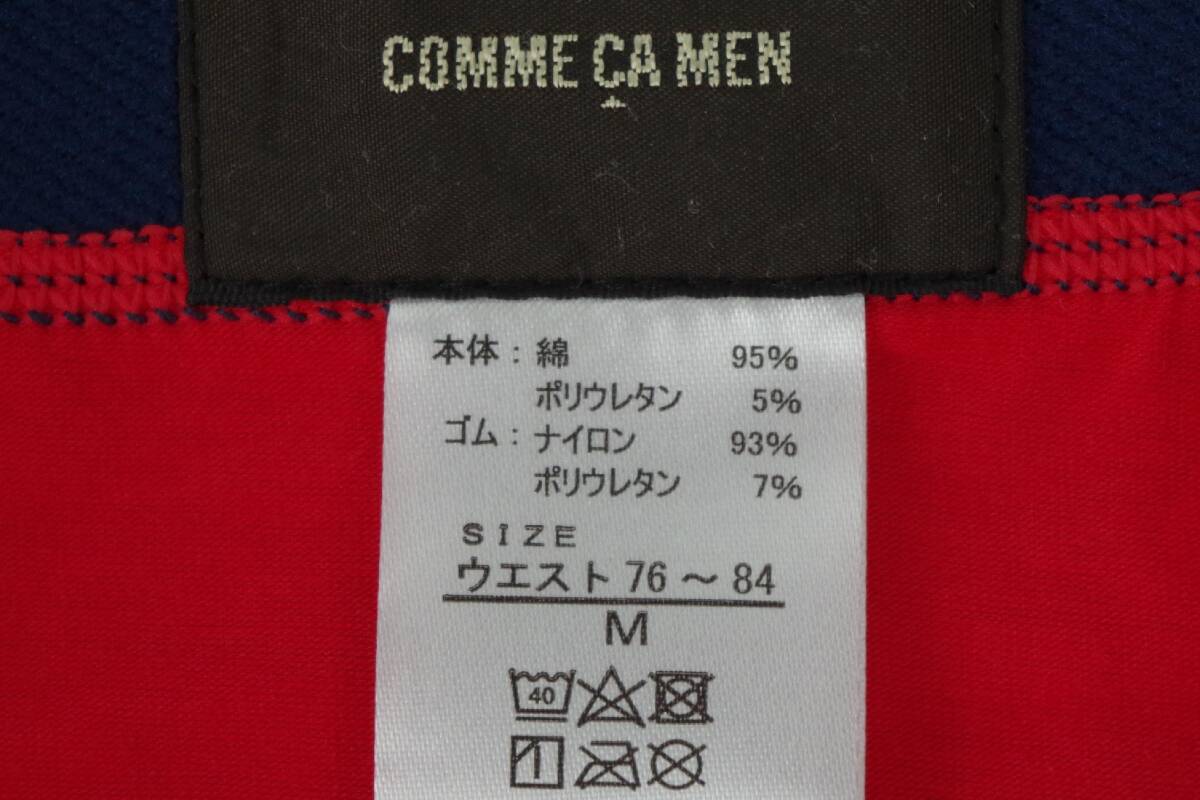 COMME ÇA MEN
本体：綿 95%
ポリウレタン 5%
ゴム：ナイロン 93%
ポリウレタン 7%
SIZE
ウエスト 76～84
M
40